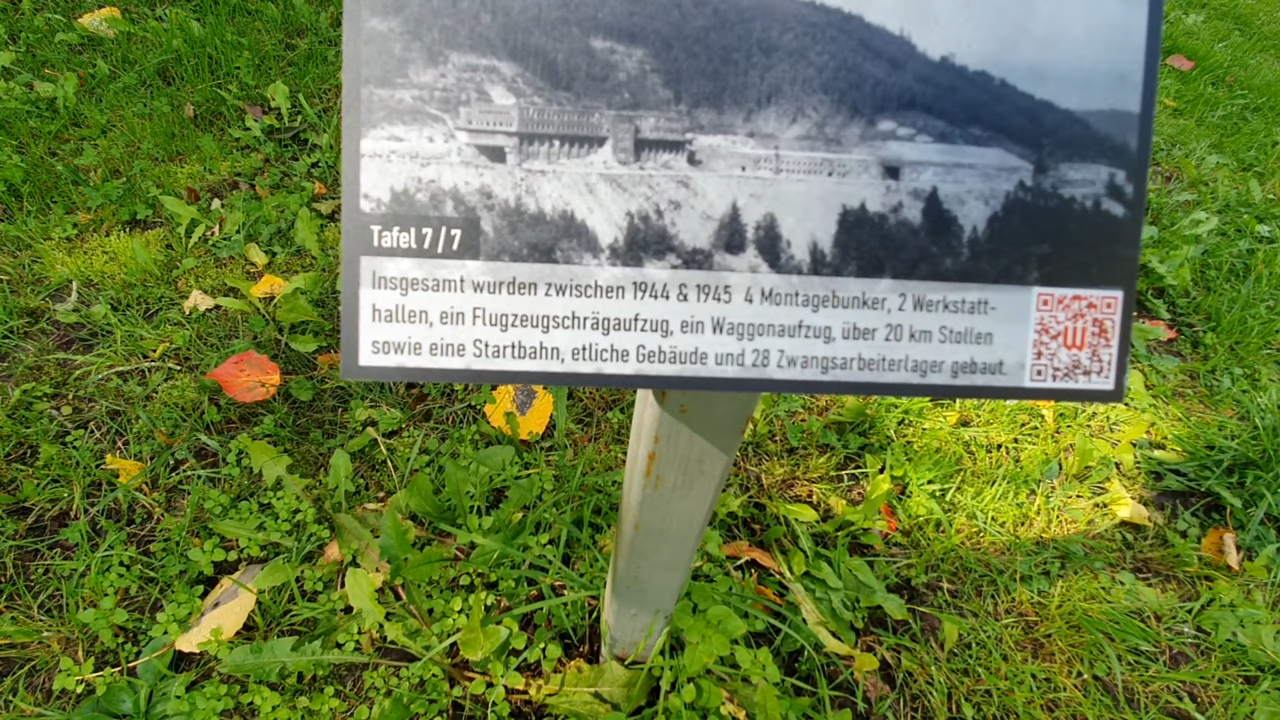 Tafel 7 / 7
Insgesamt wurden zwischen 1944 & 1945 4 Montagebunker, 2 Werkstatt-
hallen, ein Flugzeugschrägaufzug, ein Waggonaufzug, über 20 km Stollen
sowie eine Startbahn, etliche Gebäude und 28 Zwangsarbeiterlager gebaut.
W